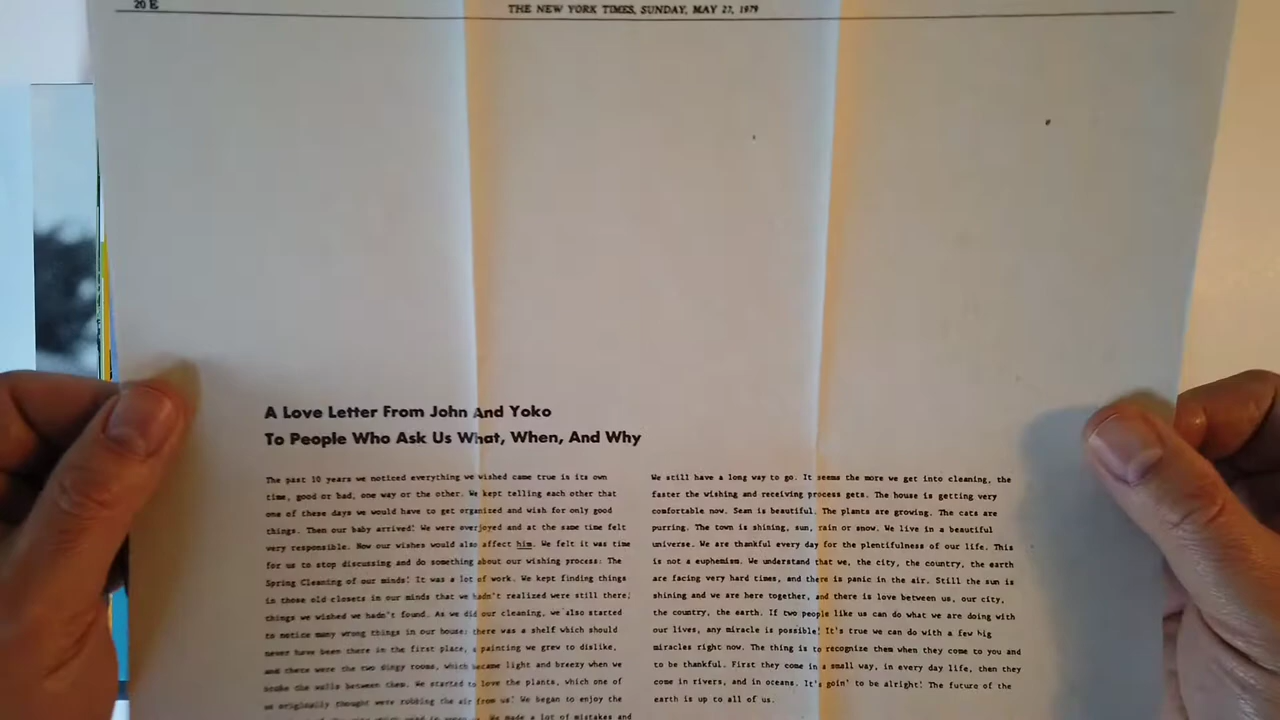 20 E
THE NEW YORK TIMES, SUNDAY, MAY 27, 1979
A Love Letter From John And Yoko
To People Who Ask Us What, When, And Why
The past 10 years we noticed everything we wished came true in its own
time, good or bad, one way or the other. We kept telling each other that
one of these days we would have to get organized and wish for only good
things. Then our baby arrived! We were overjoyed and at the same time felt
very responsible. Now our wishes would also affect him. We felt it was time
for us to stop discussing and do something about our wishing process: The
Spring Cleaning of our minds! It was a lot of work. We kept finding things
in those old closets in our minds that we hadn't realized were still there,
things we wished we hadn't found. As we did our cleaning, we also started
to notice many wrong things in our house: there was a shelf which should
never have been there in the first place, a painting we grew to dislike,
and there were the two dingy rooms, which became light and breezy when we
broke the walls between them. We started to love the plants, which one of
us originally thought were robbing the air from us! We began to enjoy the
We made a lot of mistakes and
We still have a long way to go. It seems the more we get into cleaning, the
faster the wishing and receiving process gets. The house is getting very
comfortable now. Sean is beautiful. The plants are growing. The cats are
purring. The town is shining, sun, rain or snow. We live in a beautiful
universe. We are thankful every day for the plentifulness of our life. This
is not a euphemism. We understand that we, the city, the country, the earth
are facing very hard times, and there is panic in the air. Still the sun is
shining and we are here together, and there is love between us, our city,
the country, the earth. If two people like us can do what we are doing with
our lives, any miracle is possible! It's true we can do with a few big
miracles right now. The thing is to recognize them when they come to you and
to be thankful. First they come in a small way, in every day life, then they
come in rivers, and in oceans. It's goin' to be alright! The future of the
earth is up to all of us.